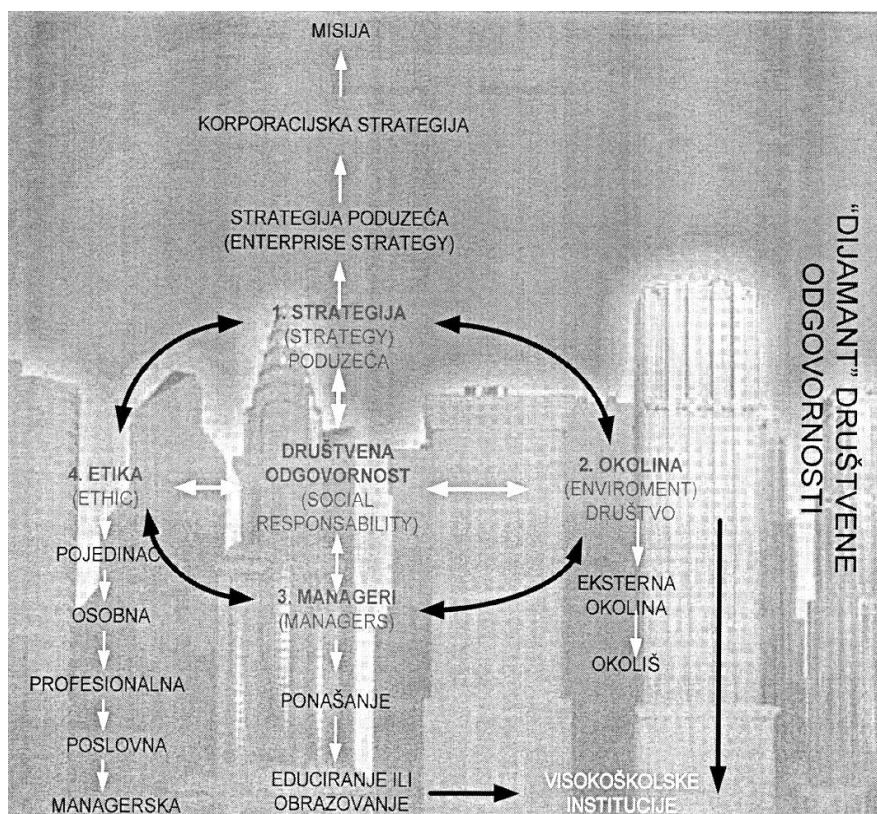 MISIJA
KORPORACIJSKA STRATEGIJA
STRATEGIJA PODUZEĆA
(ENTERPRISE STRATEGY)
1. STRATEGIJA
(STRATEGY)
PODUZEĆA
"DIJAMANT" DRUŠTVENE
ODGOVORNOSTI
4. ETIKA
(ETHIC)
DRUŠTVENA
ODGOVORNOST
(SOCIAL
RESPONSABILITY)
2. OKOLINA
(ENVIROMENT)
DRUŠTVO
POJEDINAC
OSOBNA
PROFESIONALNA
POSLOVNA
MANAGERSKA
3. MANAGERI
(MANAGERS)
PONAŠANJE
EDUCIRANJE ILI
OBRAZOVANJE
EKSTERNA
OKOLINA
OKOLIŠ
VISOKOŠKOLSKE
INSTITUCIJE